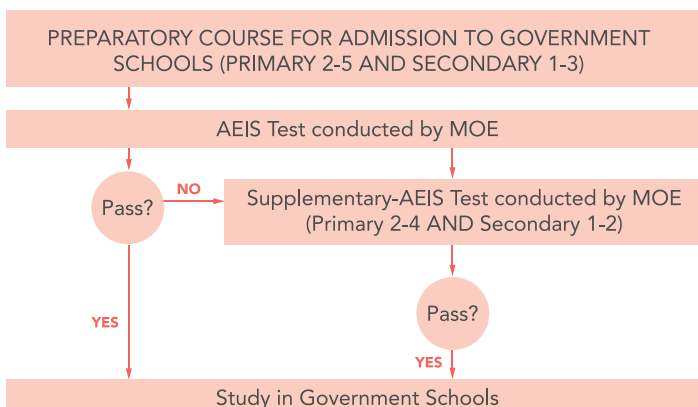 PREPARATORY COURSE FOR ADMISSION TO GOVERNMENT
SCHOOLS (PRIMARY 2-5 AND SECONDARY 1-3)
AEIS Test conducted by MOE
Pass?
NO
Supplementary-AEIS Test conducted by MOE
(Primary 2-4 AND Secondary 1-2)
YES
Pass?
YES
Study in Government Schools